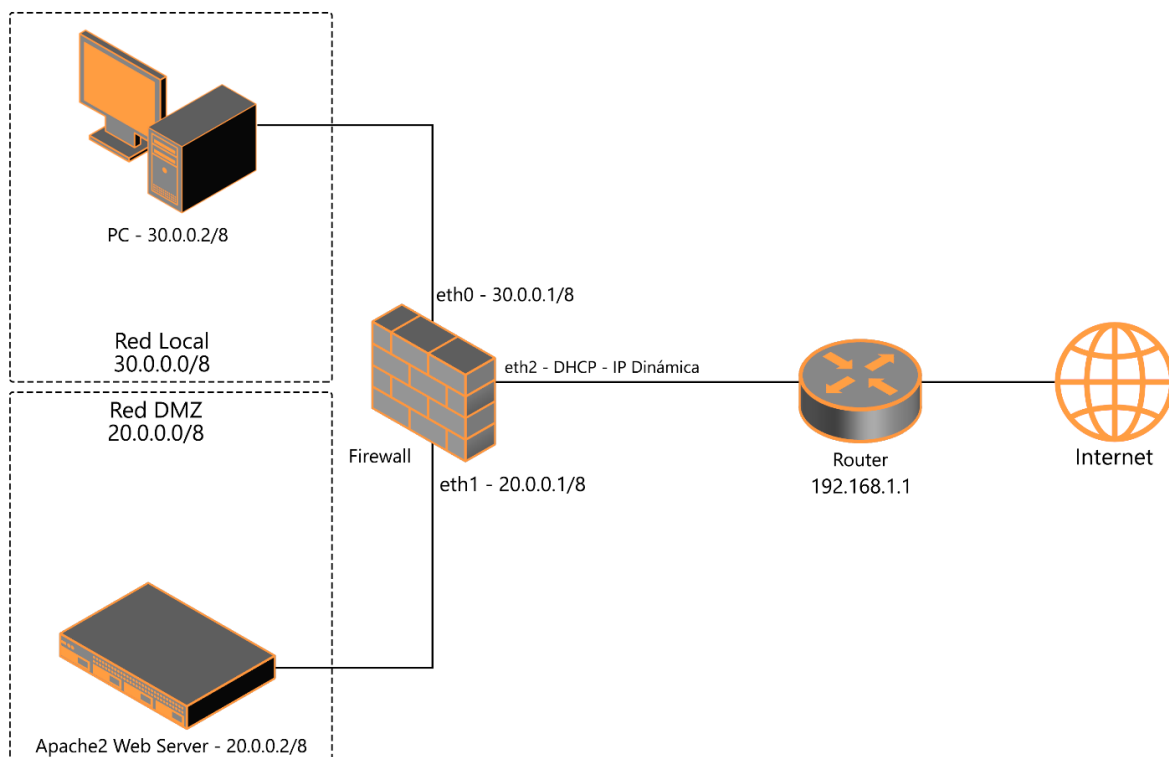 PC - 30.0.0.2/8
Red Local
30.0.0.0/8
eth0 - 30.0.0.1/8
eth2 - DHCP - IP Dinámica
Red DMZ
20.0.0.0/8
Firewall
eth1 - 20.0.0.1/8
Router
192.168.1.1
Internet
Apache2 Web Server - 20.0.0.2/8